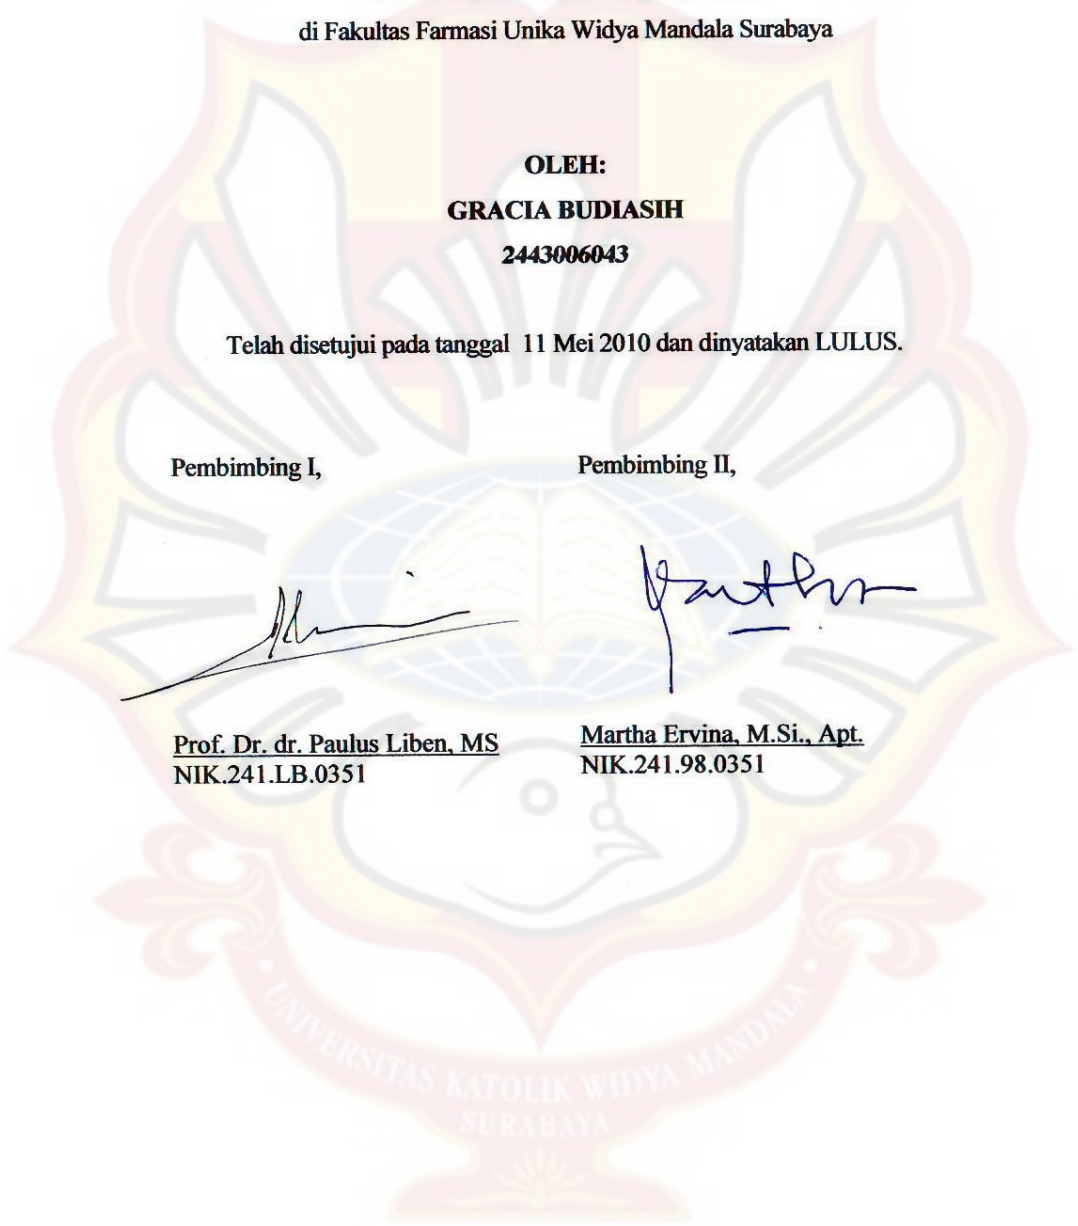 di Fakultas Farmasi Unika Widya Mandala Surabaya
OLEH:
GRACIA BUDIASIH
2443006043
Telah disetujui pada tanggal 11 Mei 2010 dan dinyatakan LULUS.
Pembimbing I,
Pembimbing II,
Prof. Dr. dr. Paulus Liben, MS
NIK.241.LB.0351
Martha Ervina, M.Si., Apt.
NIK.241.98.0351
UNIVERSITAS KATOLIK WIDYA MANDALA
SURABAYA